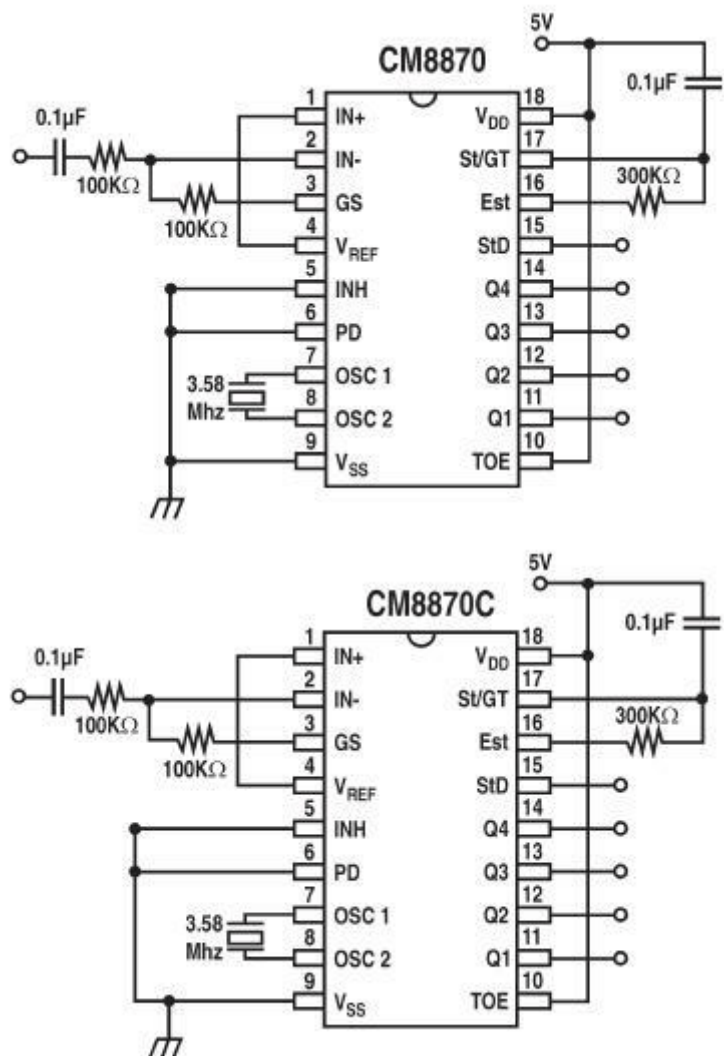 5V
CM8870
0.1µF
0.1µF
100KΩ
100KΩ
300KΩ
1 IN+ VDD 18
2 IN- St/GT 17
3 GS Est 16
4 VREF StD 15
5 INH Q4 14
6 PD Q3 13
7 OSC 1 Q2 12
8 OSC 2 Q1 11
9 VSS TOE 10
3.58
Mhz
5V
CM8870C
0.1µF
0.1µF
100KΩ
100KΩ
300KΩ
1 IN+ VDD 18
2 IN- St/GT 17
3 GS Est 16
4 VREF StD 15
5 INH Q4 14
6 PD Q3 13
7 OSC 1 Q2 12
8 OSC 2 Q1 11
9 VSS TOE 10
3.58
Mhz